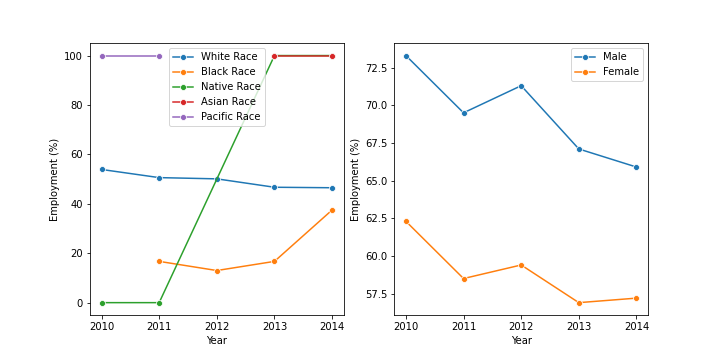 100
80
60
40
20
0
Employment (%)
2010 2011 2012 2013 2014
Year
White Race
Black Race
Native Race
Asian Race
Pacific Race
72.5
70.0
67.5
65.0
62.5
60.0
57.5
Employment (%)
2010 2011 2012 2013 2014
Year
Male
Female